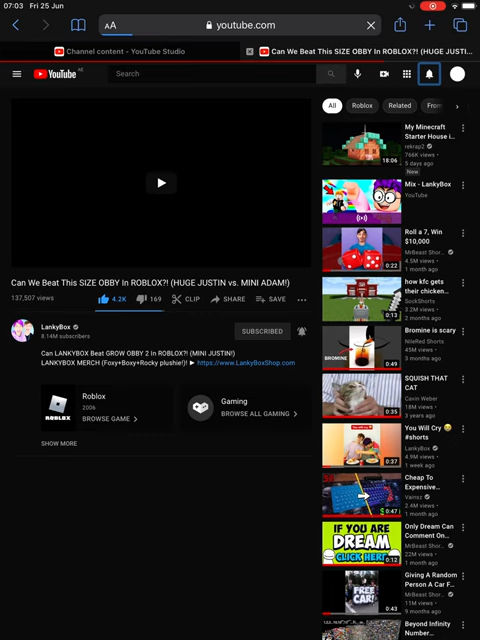 07:03 Fri 25 Jun
AA
youtube.com
Channel content - YouTube Studio
Can We Beat This SIZE OBBY In ROBLOX?! (HUGE JUSTI...
YouTube AE
Search
All Roblox Related From
Can We Beat This SIZE OBBY In ROBLOX?! (HUGE JUSTIN vs. MINI ADAM!)
137,507 views
4.2K 169 CLIP SHARE SAVE
LankyBox
8.14M subscribers
SUBSCRIBED
Can LANKYBOX Beat GROW OBBY 2 In ROBLOX?! (MINI JUSTIN!)
LANKYBOX MERCH (Foxy+Boxy+Rocky plushie!)! ► https://www.LankyBoxShop.com
ROBLOX
Roblox
2006
BROWSE GAME
Gaming
BROWSE ALL GAMING
SHOW MORE
18:06
My Minecraft
Starter House i...
rekrap2
766K views •
5 days ago
New
Mix - LankyBox
YouTube
0:22
Roll a 7, Win
$10,000
MrBeast Shor...
4.5M views •
1 month ago
0:13
how kfc gets
their chicken...
SockShorts
3.2M views •
2 months ago
BROMINE
0:49
Bromine is scary
NileRed Shorts
45M views •
3 months ago
0:35
SQUISH THAT
CAT
Cavin Weber
18M views •
3 years ago
0:37
You Will Cry 😢
#shorts
LankyBox
4.9M views •
1 week ago
0:47
Cheap To
Expensive...
Vainsz
2.4M views •
1 month ago
IF YOU ARE
DREAM
CLICK HERE
0:12
Only Dream Can
Comment On...
MrBeast Shor...
22M views •
1 month ago
FREE
CAR!
0:43
Giving A Random
Person A Car F...
MrBeast Shor...
11M views •
9 months ago
Beyond Infinity
Number...